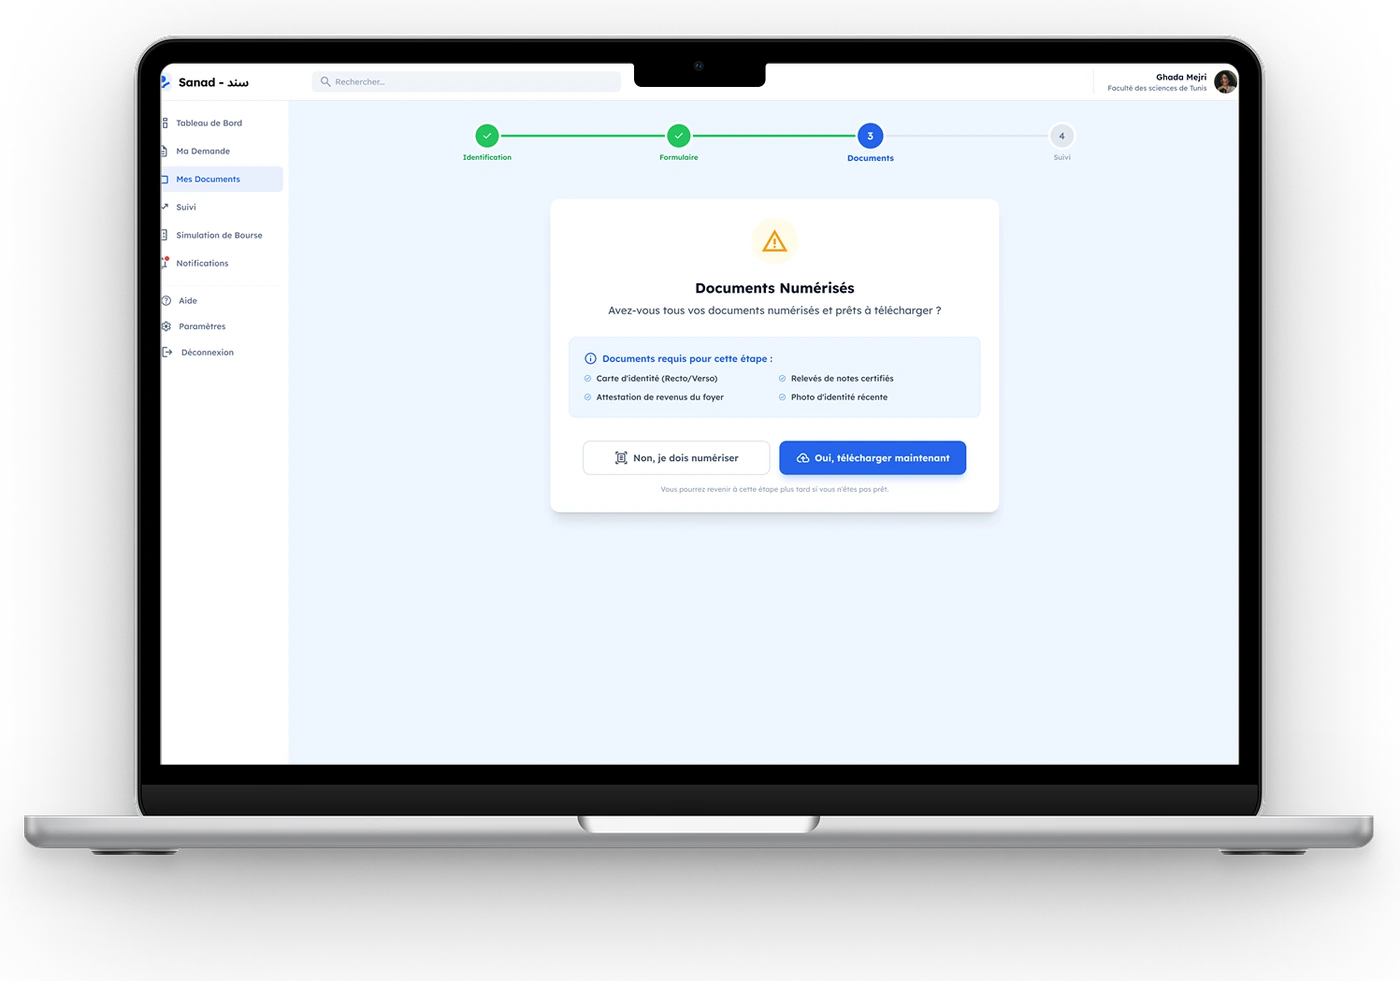 Sanad - سند
Rechercher...
Ghada Mejri
Faculté des sciences de Tunis
Tableau de Bord
Ma Demande
Mes Documents
Suivi
Simulation de Bourse
Notifications
Aide
Paramètres
Déconnexion
3
4
Identification
Formulaire
Documents
Suivi
Documents Numérisés
Avez-vous tous vos documents numérisés et prêts à télécharger ?
Documents requis pour cette étape :
Carte d'identité (Recto/Verso)
Relevés de notes certifiés
Attestation de revenus du foyer
Photo d'identité récente
Non, je dois numériser
Oui, télécharger maintenant
Vous pourrez revenir à cette étape plus tard si vous n'êtes pas prêt.